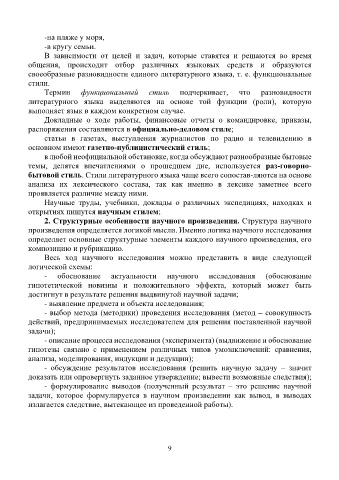 -на пляже у моря,
-в кругу семьи.
В зависимости от целей и задач, которые ставятся и решаются во время
общения, происходит отбор различных языковых средств и образуются
своеобразные разновидности единого литературного языка, т. е. функциональные
стили.
Термин функциональный стиль подчеркивает, что разновидности
литературного языка выделяются на основе той функции (роли), которую
выполняет язык в каждом конкретном случае.
Докладные о ходе работы, финансовые отчеты о командировке, приказы,
распоряжения составляются в официально-деловом стиле;
статьи в газетах, выступления журналистов по радио и телевидению в
основном имеют газетно-публицистический стиль;
в любой неофициальной обстановке, когда обсуждают разнообразные бытовые
темы, делятся впечатлениями о прошедшем дне, используется раз-говорно-
бытовой стиль. Стили литературного языка чаще всего сопостав-ляются на основе
анализа их лексического состава, так как именно в лексике заметнее всего
проявляется различие между ними.
Научные труды, учебники, доклады о различных экспедициях, находках и
открытиях пишутся научным стилем;
2. Структурные особенности научного произведения. Структура научного
произведения определяется логикой мысли. Именно логика научного исследования
определяет основные структурные элементы каждого научного произведения, его
композицию и рубрикацию.
Весь ход научного исследования можно представить в виде следующей
логической схемы:
- обоснование актуальности научного исследования (обоснование
гипотетической новизны и положительного эффекта, который может быть
достигнут в результате решения выдвинутой научной задачи;
- выявление предмета и объекта исследования;
- выбор метода (методики) проведения исследования (метод – совокупность
действий, предпринимаемых исследователем для решения поставленной научной
задачи);
- описание процесса исследования (эксперимента) (выдвижение и обоснование
гипотезы связано с применением различных типов умозаключений: сравнения,
анализа, моделирования, индукции и дедукции);
- обсуждение результатов исследования (решить научную задачу – значит
доказать или опровергнуть заданное утверждение; вывести возможные следствия);
- формулирование выводов (полученный результат – это решение научной
задачи, которое формулируется в научном произведении как вывод, в выводах
излагается следствие, вытекающее из проведенной работы).
9